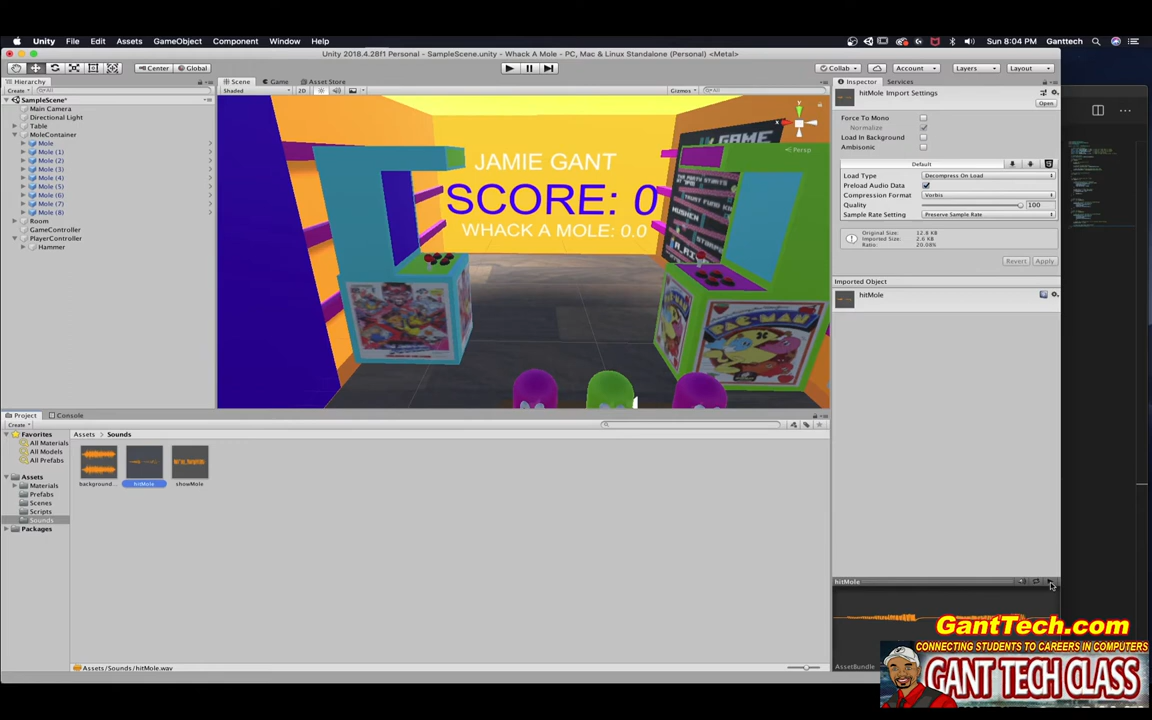 Unity File Edit Assets GameObject Component Window Help Sun 8:04 PM Ganttech
Unity 2018.4.28f1 Personal - SampleScene.unity - Whack A Mole - PC, Mac & Linux Standalone (Personal) <Metal>
Center Global Collab Account Layers Layout
Hierarchy Scene Game Asset Store Inspector Services
Create All Shaded 2D Gizmos All
SampleScene*
Main Camera
Directional Light
Table
MoleContainer
Mole
Mole (1)
Mole (2)
Mole (3)
Mole (4)
Mole (5)
Mole (6)
Mole (7)
Mole (8)
Room
GameController
PlayerController
Hammer
GAME
JAMIE GANT
SCORE: 0
WHACK A MOLE: 0.0
PAC-MAN
y
x
Persp
hitMole Import Settings
Open
Force To Mono
Normalize
Load In Background
Ambisonic
Default
Load Type Decompress On Load
Preload Audio Data
Compression Format Vorbis
Quality 100
Sample Rate Setting Preserve Sample Rate
Original Size: 12.8 KB
Imported Size: 2.6 KB
Ratio: 20.08%
Revert Apply
Imported Object
hitMole
Project Console
Create
Favorites
All Materials
All Models
All Prefabs
Assets
Materials
Prefabs
Scenes
Scripts
Sounds
Packages
Assets Sounds
background... hitMole showMole
Assets/Sounds/hitMole.wav
hitMole
AssetBundle
GantTech.com
CONNECTING STUDENTS TO CAREERS IN COMPUTERS
GANT TECH CLASS